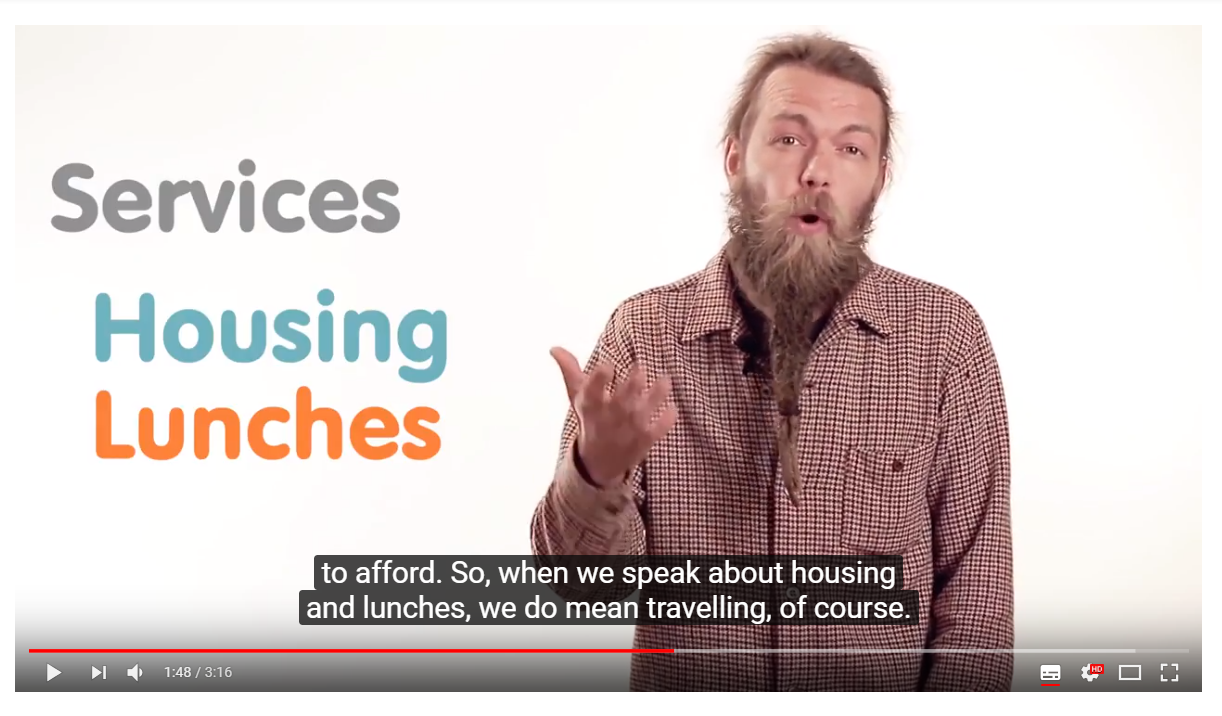 Services
Housing
Lunches
to afford. So, when we speak about housing
and lunches, we do mean travelling, of course.
1:48 / 3:16
HD